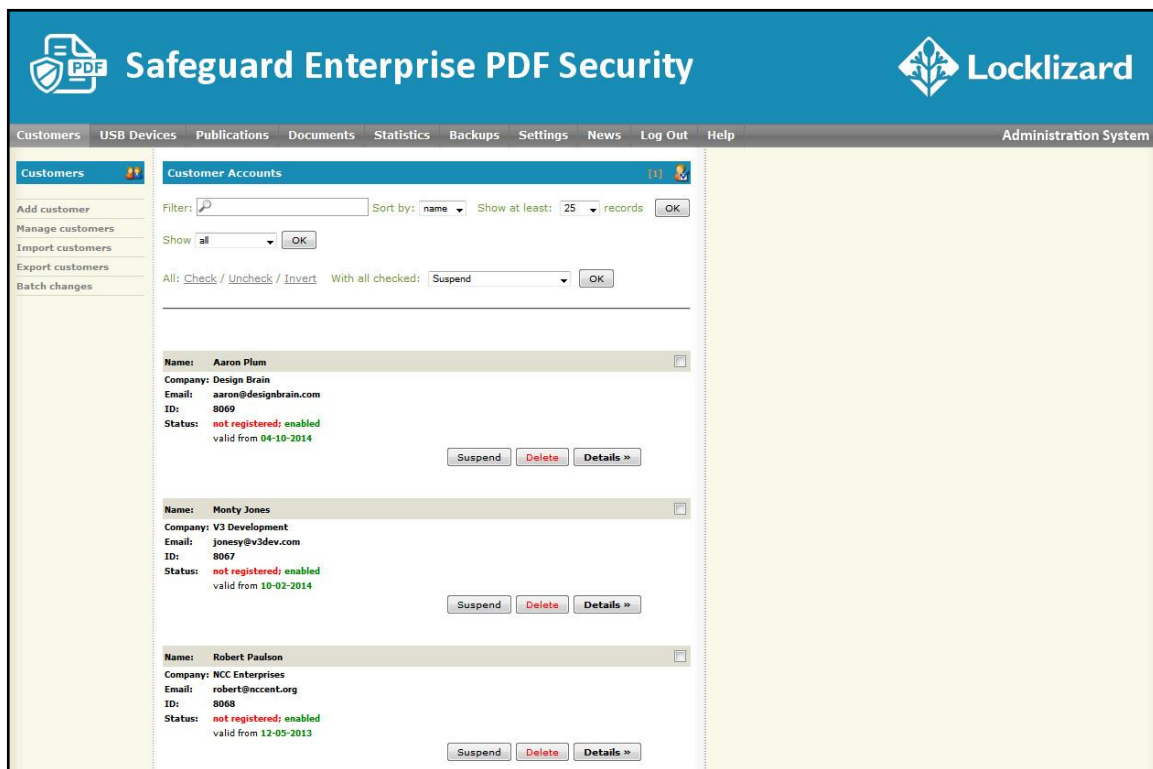 PDF
Safeguard Enterprise PDF Security
Locklizard
Customers USB Devices Publications Documents Statistics Backups Settings News Log Out Help Administration System
Customers
Add customer
Manage customers
Import customers
Export customers
Batch changes
Customer Accounts [1]
Filter: Sort by: name Show at least: 25 records OK
Show all OK
All: Check / Uncheck / Invert With all checked: Suspend OK
Name: Aaron Plum
Company: Design Brain
Email: aaron@designbrain.com
ID: 8069
Status: not registered; enabled
valid from 04-10-2014
Suspend Delete Details »
Name: Monty Jones
Company: V3 Development
Email: jonesy@v3dev.com
ID: 8067
Status: not registered; enabled
valid from 10-02-2014
Suspend Delete Details »
Name: Robert Paulson
Company: NCC Enterprises
Email: robert@nccent.org
ID: 8068
Status: not registered; enabled
valid from 12-05-2013
Suspend Delete Details »